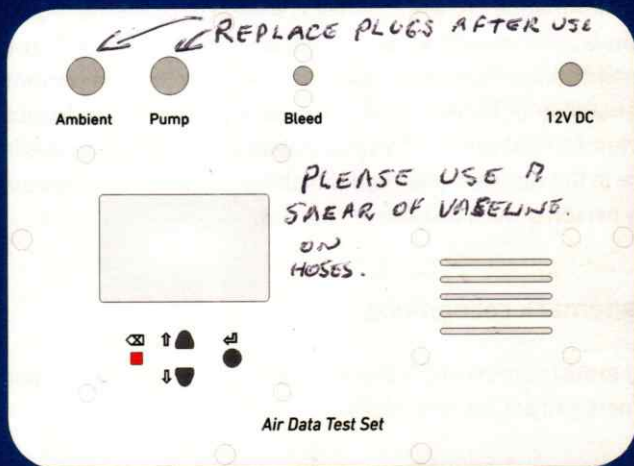 REPLACE PLUGS AFTER USE
Ambient Pump Bleed 12V DC
PLEASE USE A
SMEAR OF VASELINE.
ON
HOSES.
Air Data Test Set